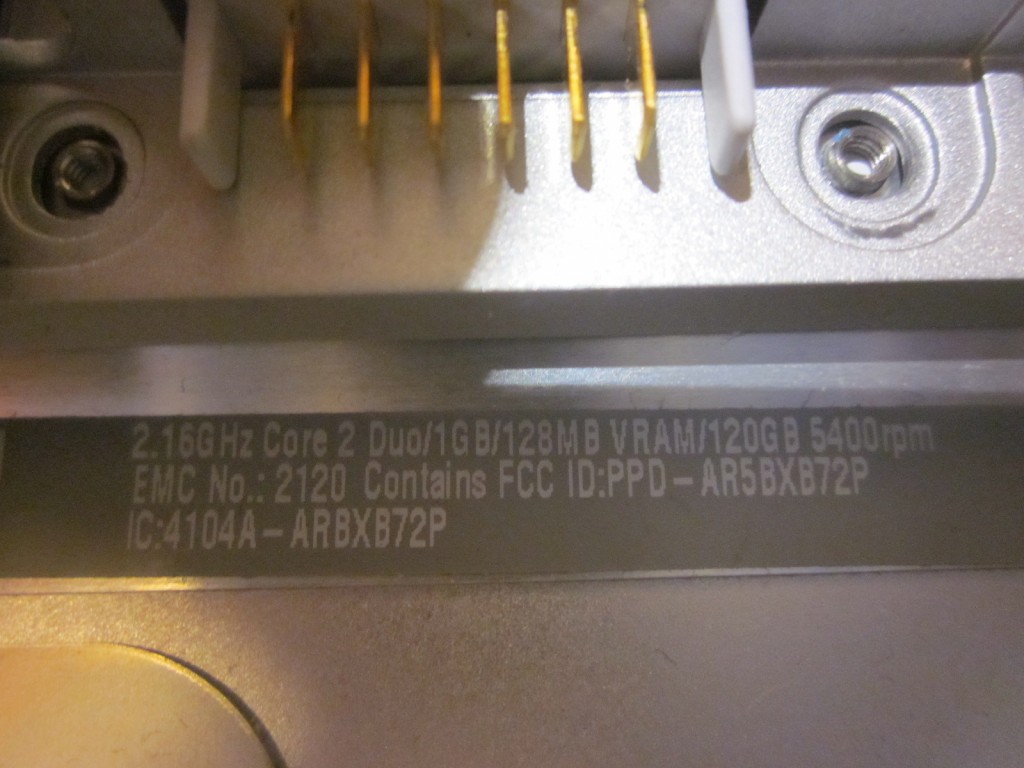 2.16GHz Core 2 Duo/1GB/128MB VRAM/120GB 5400rpm
EMC No.: 2120 Contains FCC ID:PPD-AR5BXB72P
IC:4104A-ARBXB72P